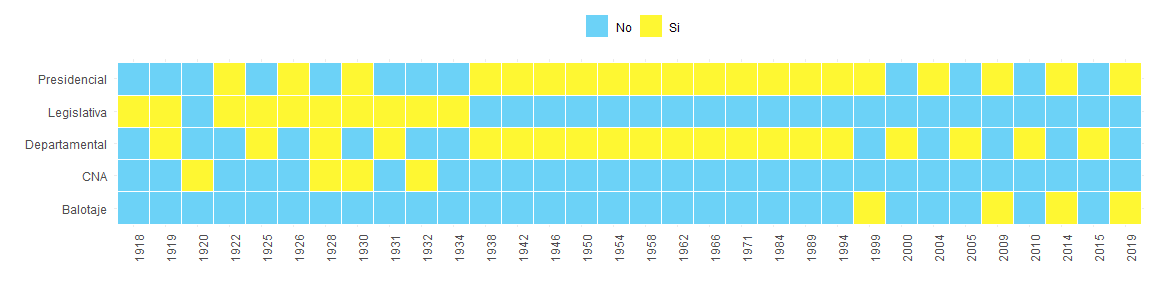 No Si
Presidencial
Legislativa
Departamental
CNA
Balotaje
1918 1919 1920 1922 1925 1926 1928 1930 1931 1932 1934 1938 1942 1946 1950 1954 1958 1962 1966 1971 1984 1989 1994 1999 2000 2004 2005 2009 2010 2014 2015 2019